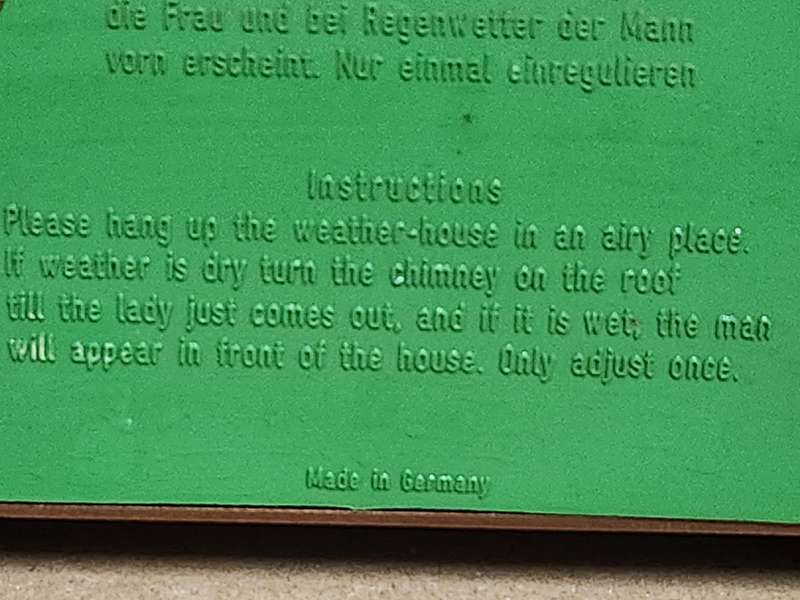 die Frau und bei Regenwetter der Mann
vorn erscheint. Nur einmal einregulieren
Instructions
Please hang up the weather-house in an airy place.
If weather is dry turn the chimney on the roof
till the lady just comes out, and if it is wet, the man
will appear in front of the house. Only adjust once.
Made in Germany